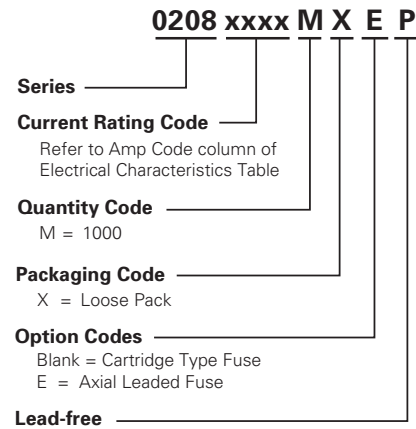 0208 xxxx M X E P
Series
Current Rating Code
Refer to Amp Code column of
Electrical Characteristics Table
Quantity Code
M = 1000
Packaging Code
X = Loose Pack
Option Codes
Blank = Cartridge Type Fuse
E = Axial Leaded Fuse
Lead-free